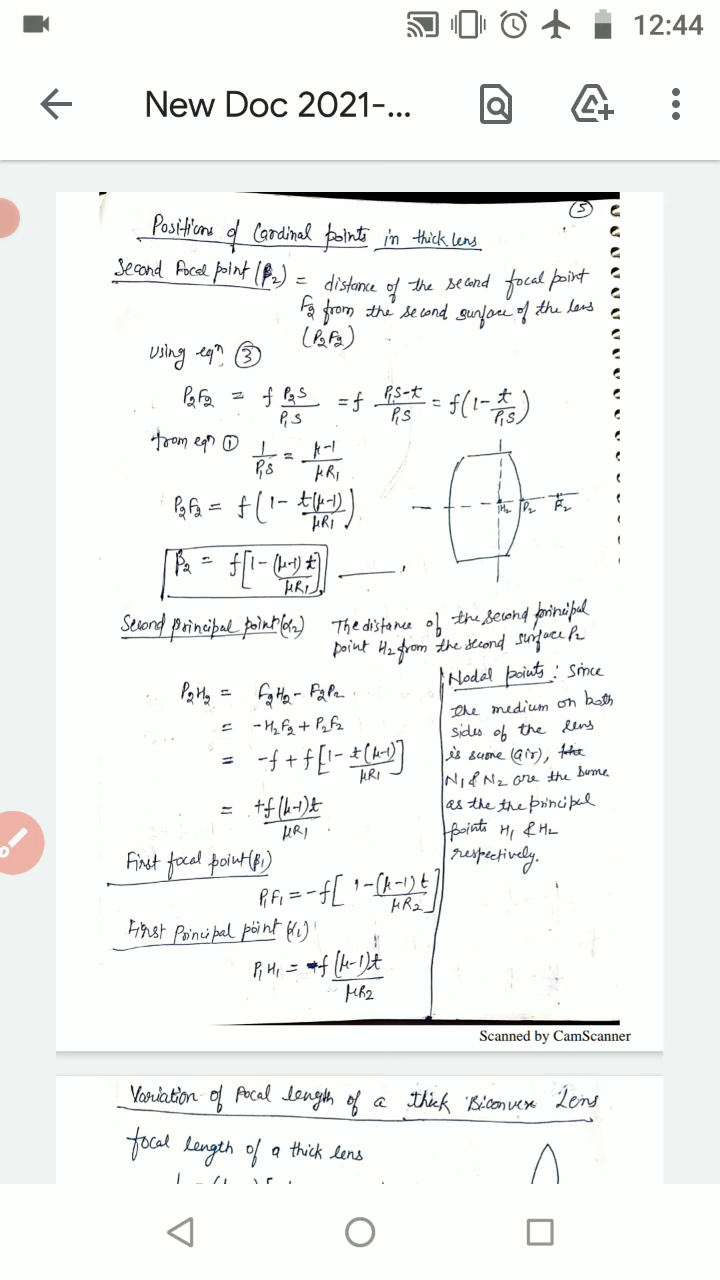 12:44
New Doc 2021-...
5
Positions of Cardinal points in thick lens
Second Focal point (β₂) = distance of the second focal point
F₂ from the second surface of the lens
(P₂F₂)
Using eqⁿ ③
P₂F₂ = f P₂S/P₁S = f P₁S-t/P₁S = f(1- t/P₁S)
from eqⁿ ① 1/P₁S = μ-1/μR₁
P₂F₂ = f(1- t(μ-1)/μR₁)
H₂ P₂ F₂
β₂ = f[1-(μ-1)t/μR₁]
Second principal point(α₂) The distance of the second principal
point H₂ from the second surface P₂
P₂H₂ = F₂H₂ - F₂P₂
= -H₂F₂ + P₂F₂
= -f + f[1- t(μ-1)/μR₁]
= +f(μ-1)t/μR₁
First focal point(β₁)
P₁F₁ = -f[1-(μ-1)t/μR₂]
First Principal point (α₁)
P₁H₁ = f(μ-1)t/μR₂
Nodal points: Since
the medium on both
sides of the lens
is same (air),
N₁ & N₂ are the same
as the the principal
points H₁ & H₂
respectively.
Scanned by CamScanner
Variation of Focal length of a thick Biconvex Lens
focal length of a thick lens